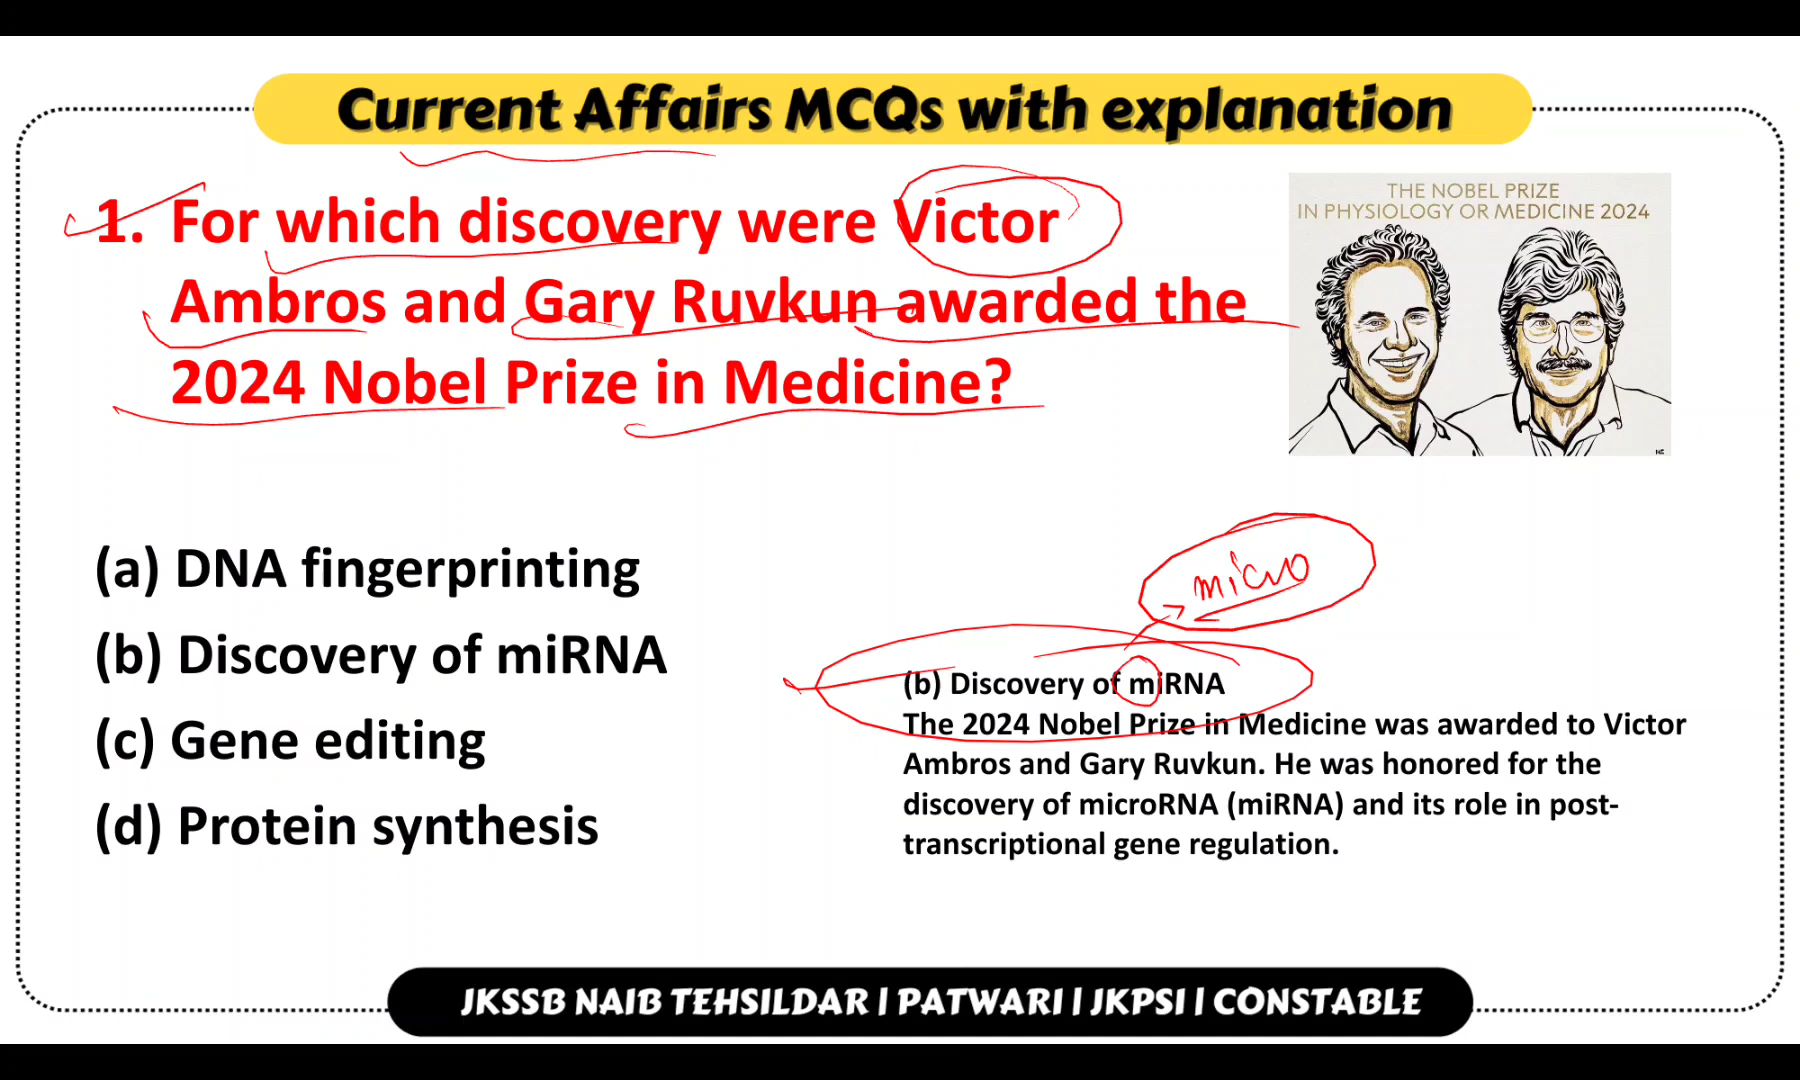 Current Affairs MCQs with explanation
1. For which discovery were Victor
Ambros and Gary Ruvkun awarded the
2024 Nobel Prize in Medicine?
THE NOBEL PRIZE
IN PHYSIOLOGY OR MEDICINE 2024
(a) DNA fingerprinting
(b) Discovery of miRNA
(c) Gene editing
(d) Protein synthesis
micro
(b) Discovery of miRNA
The 2024 Nobel Prize in Medicine was awarded to Victor
Ambros and Gary Ruvkun. He was honored for the
discovery of microRNA (miRNA) and its role in post-
transcriptional gene regulation.
JKSSB NAIB TEHSILDAR | PATWARI | JKPSI | CONSTABLE